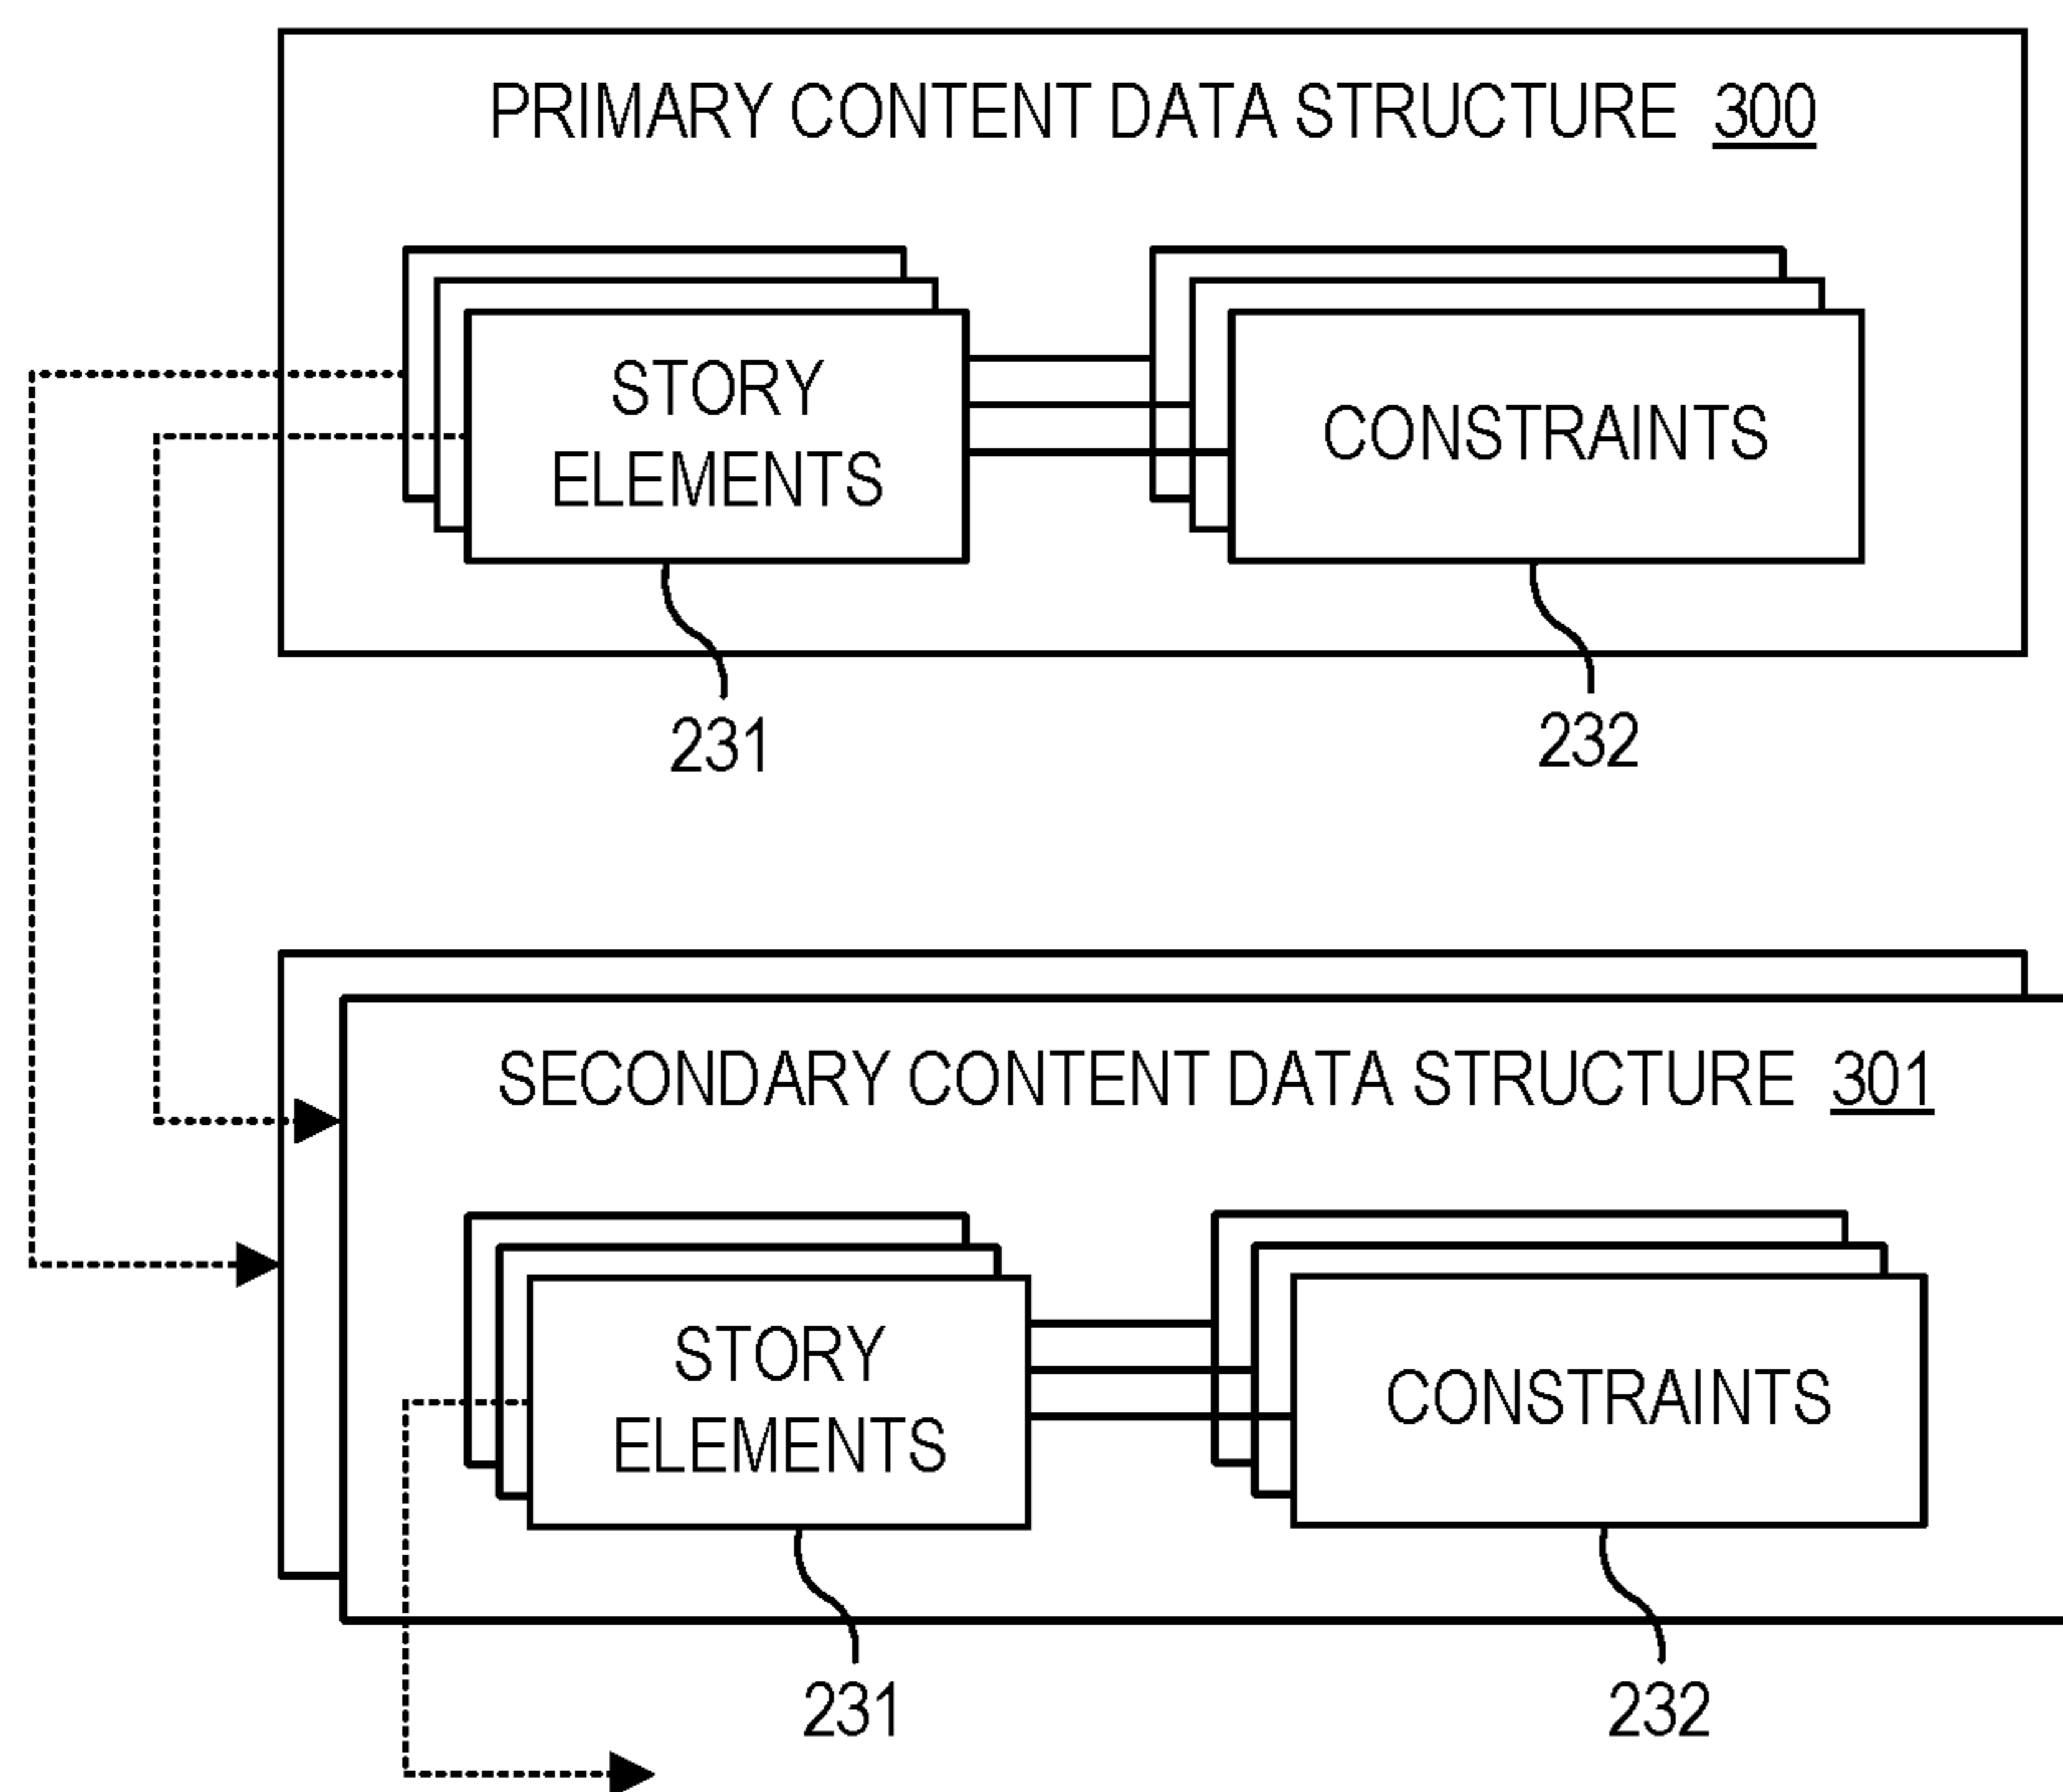 PRIMARY CONTENT DATA STRUCTURE 300
STORY
ELEMENTS
CONSTRAINTS
231
232
SECONDARY CONTENT DATA STRUCTURE 301
STORY
ELEMENTS
CONSTRAINTS
231
232